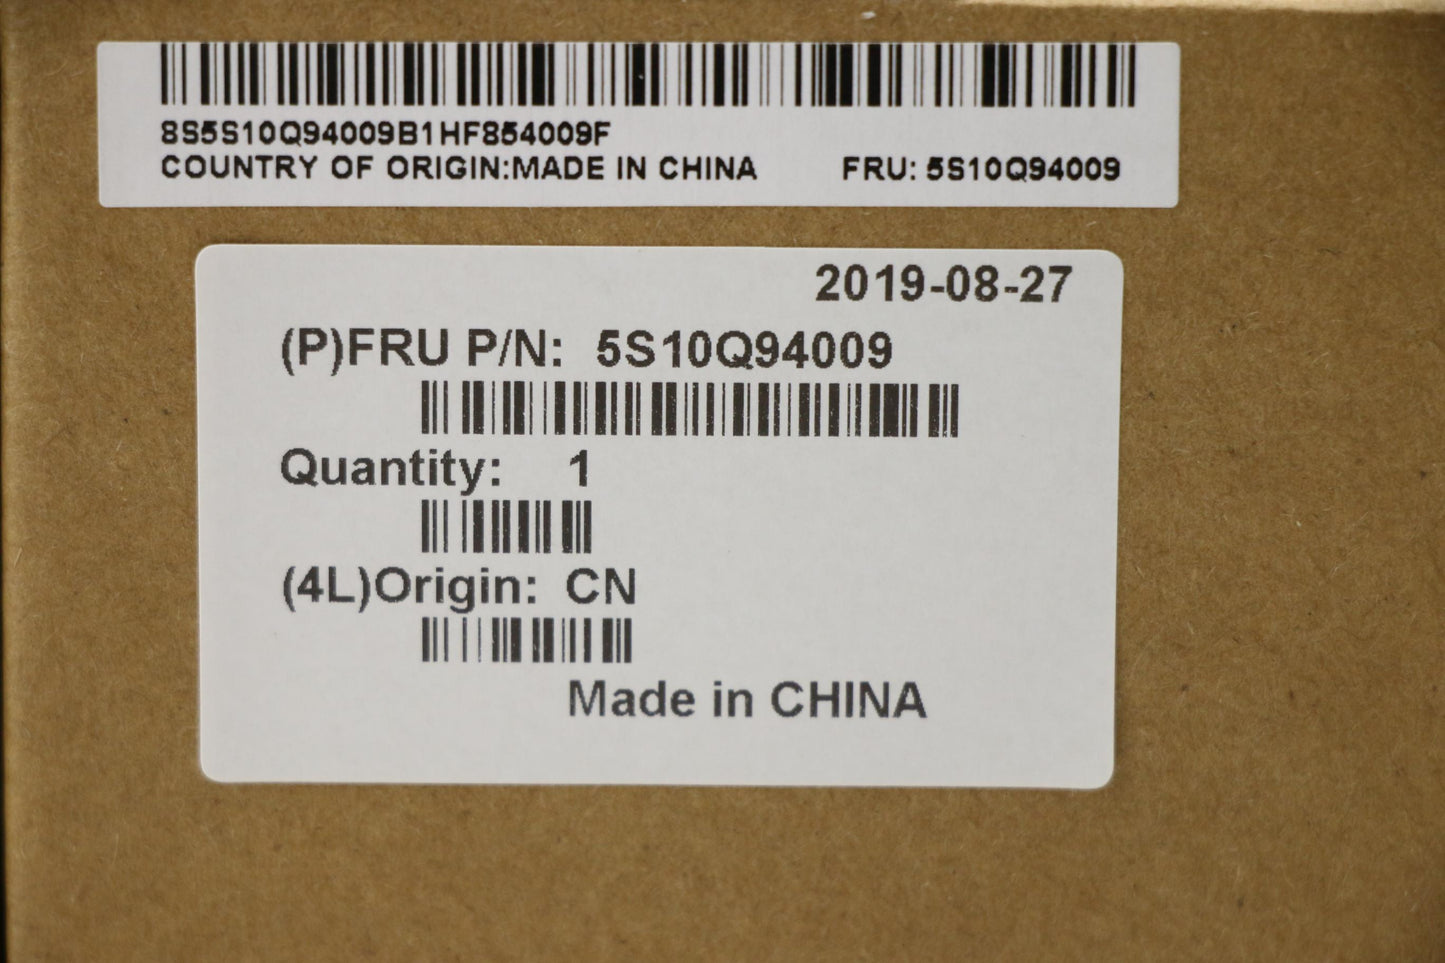 8S5S10Q94009B1HF854009F
COUNTRY OF ORIGIN:MADE IN CHINA FRU: 5S10Q94009
2019-08-27
(P)FRU P/N: 5S10Q94009
Quantity: 1
(4L)Origin: CN
Made in CHINA